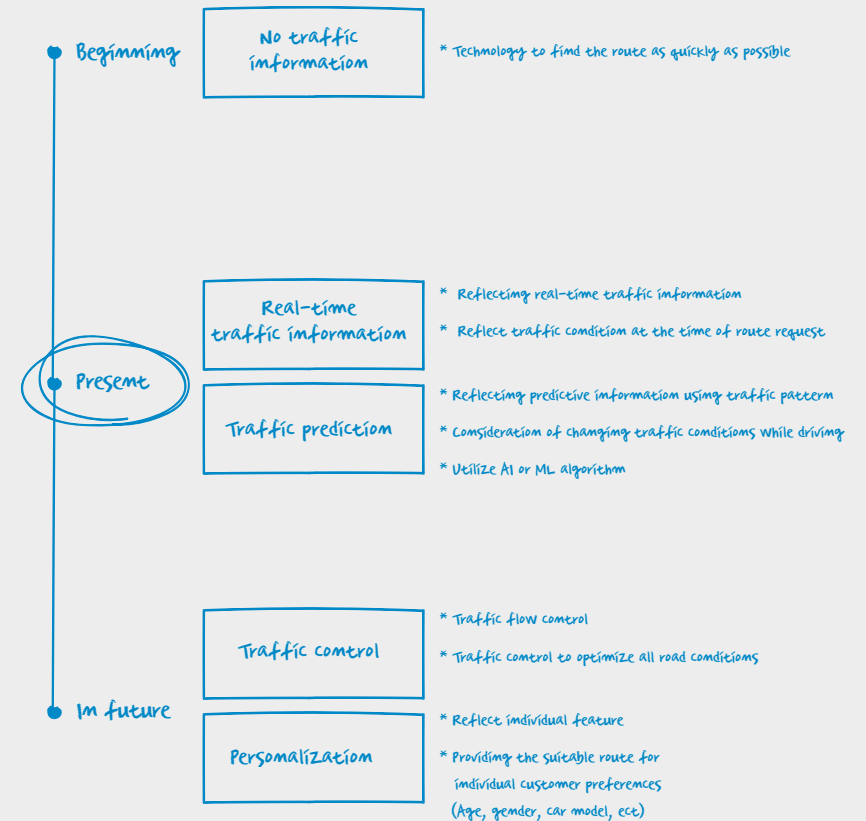 Beginning
No traffic
information
* Technology to find the route as quickly as possible
Real-time
traffic information
* Reflecting real-time traffic information
* Reflect traffic condition at the time of route request
Present
Traffic prediction
* Reflecting predictive information using traffic pattern
* Consideration of changing traffic conditions while driving
* Utilize AI or ML algorithm
In future
Traffic control
* Traffic flow control
* Traffic control to optimize all road conditions
Personalization
* Reflect individual feature
* Providing the suitable route for
individual customer preferences
(Age, gender, car model, ect)